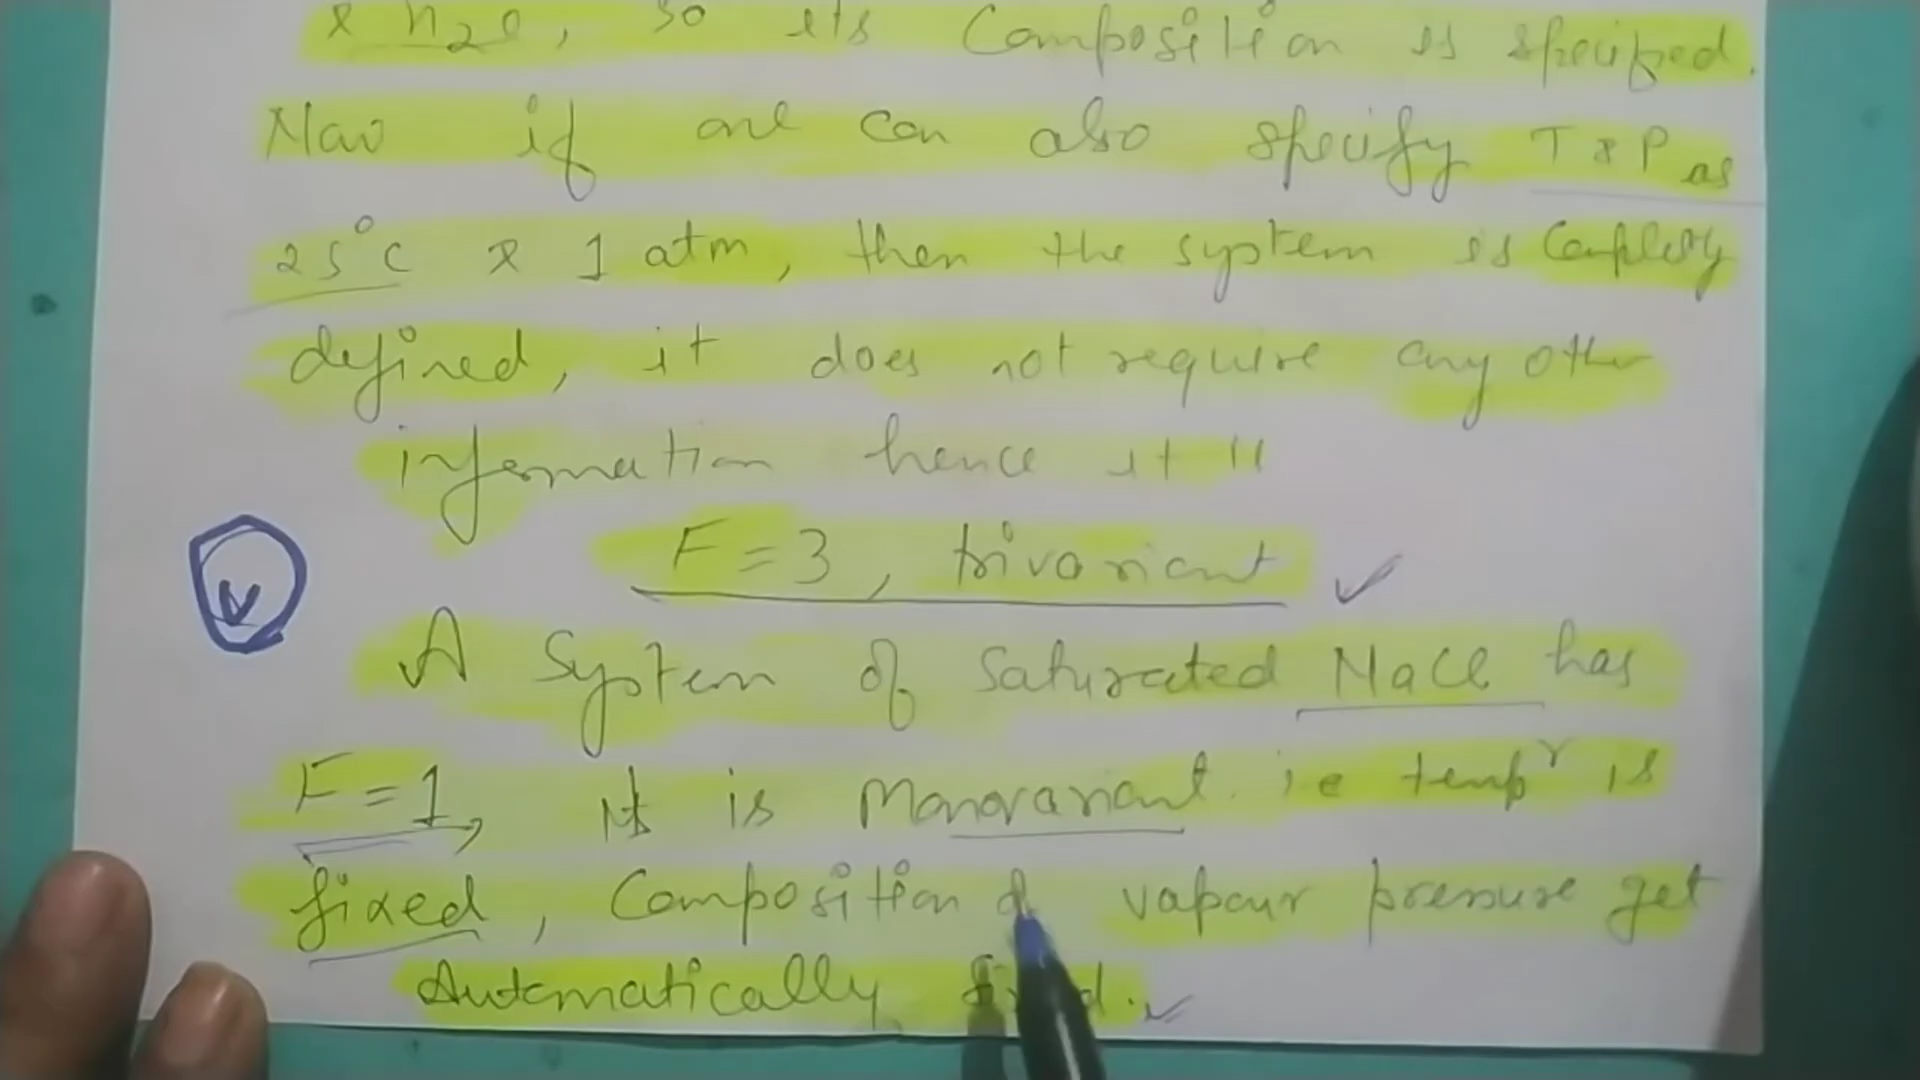 & H2O, so its Composition is specified.
Now if one can also specify T & P as
25°C & 1 atm, then the system is Completely
defined, it does not require any other
information hence it is
F = 3, trivariant ✓
V
A System of Saturated NaCl has
F = 1, It is Monovariant i.e tempr is
fixed, Composition & vapour pressure get
Automatically fixed. ✓